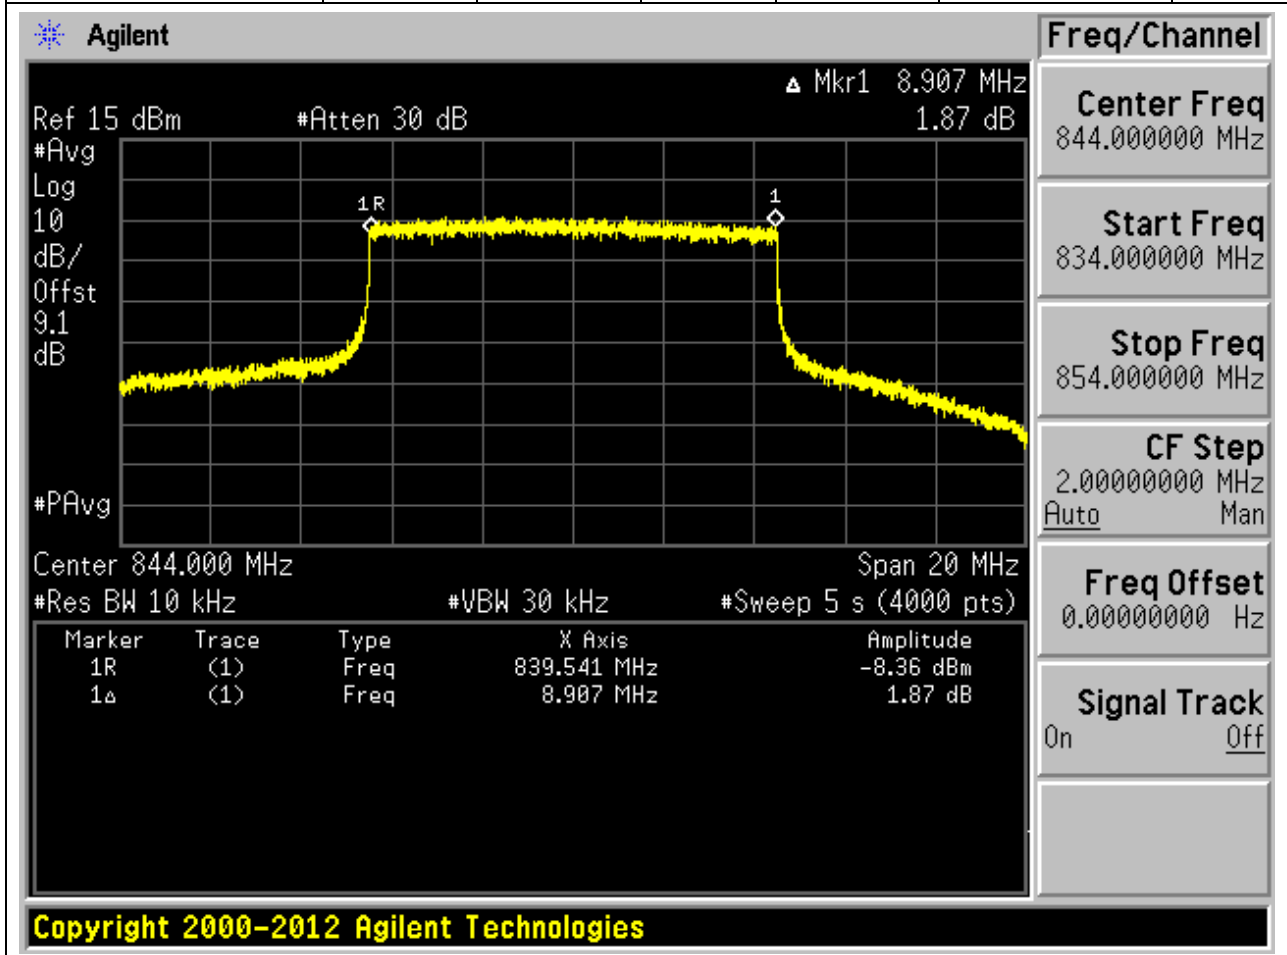 Agilent
Freq/Channel
Δ Mkr1 8.907 MHz
Ref 15 dBm #Atten 30 dB 1.87 dB
#Avg
Log
10
dB/
Offst
9.1
dB
1R
1
#PAvg
Center 844.000 MHz Span 20 MHz
#Res BW 10 kHz #VBW 30 kHz #Sweep 5 s (4000 pts)
Marker Trace Type X Axis Amplitude
1R (1) Freq 839.541 MHz -8.36 dBm
1Δ (1) Freq 8.907 MHz 1.87 dB
Center Freq
844.000000 MHz
Start Freq
834.000000 MHz
Stop Freq
854.000000 MHz
CF Step
2.00000000 MHz
Auto Man
Freq Offset
0.00000000 Hz
Signal Track
On Off
Copyright 2000-2012 Agilent Technologies